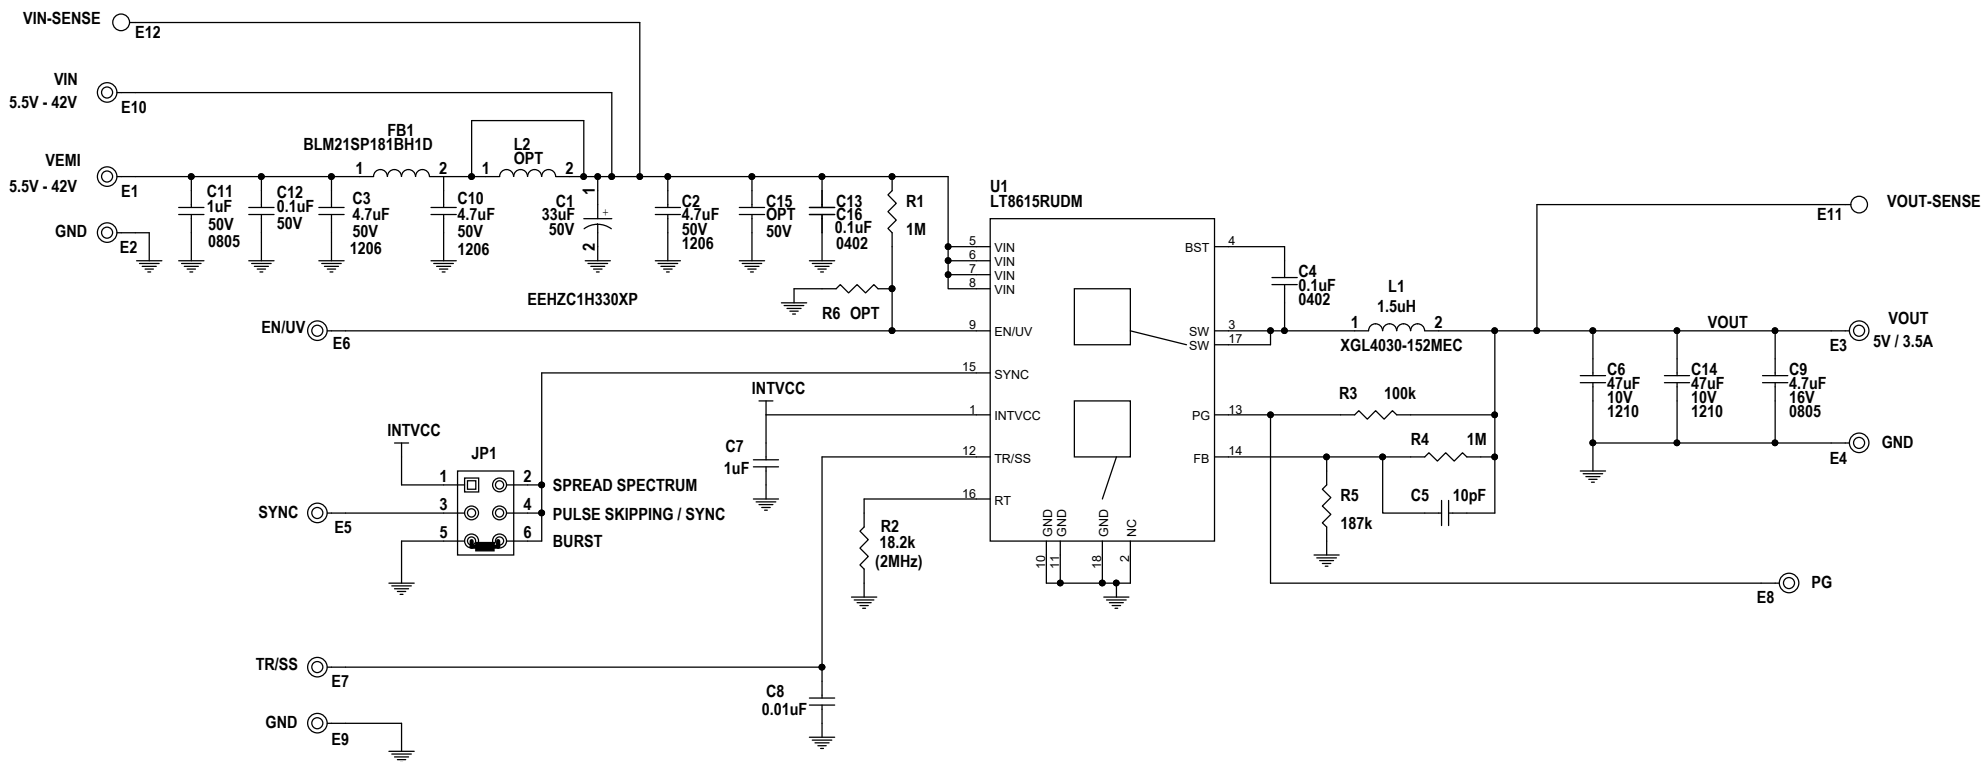 VIN-SENSE
E12
VIN
5.5V - 42V
E10
VEMI
5.5V - 42V
E1
GND
E2
FB1
BLM21SP181BH1D
1
2
L2
OPT
1
2
C11
1uF
50V
0805
C12
0.1uF
50V
C3
4.7uF
50V
1206
C10
4.7uF
50V
1206
C1
33uF
50V
1
+
2
EEHZC1H330XP
C2
4.7uF
50V
1206
C15
OPT
50V
C13
C16
0.1uF
0402
R1
1M
R6 OPT
EN/UV
E6
U1
LT8615RUDM
5
VIN
6
VIN
7
VIN
8
VIN
9
EN/UV
15
SYNC
1
INTVCC
12
TR/SS
16
RT
BST
4
SW
3
SW
17
PG
13
FB
14
GND
10
GND
11
GND
18
NC
2
C4
0.1uF
0402
L1
1.5uH
1
2
XGL4030-152MEC
R3
100k
R4
1M
R5
187k
C5
10pF
E11
VOUT-SENSE
VOUT
E3
VOUT
5V / 3.5A
C6
47uF
10V
1210
C14
47uF
10V
1210
C9
4.7uF
16V
0805
E4
GND
E8
PG
INTVCC
C7
1uF
INTVCC
JP1
1
2
SPREAD SPECTRUM
SYNC
E5
3
4
PULSE SKIPPING / SYNC
5
6
BURST
R2
18.2k
(2MHz)
TR/SS
E7
C8
0.01uF
GND
E9